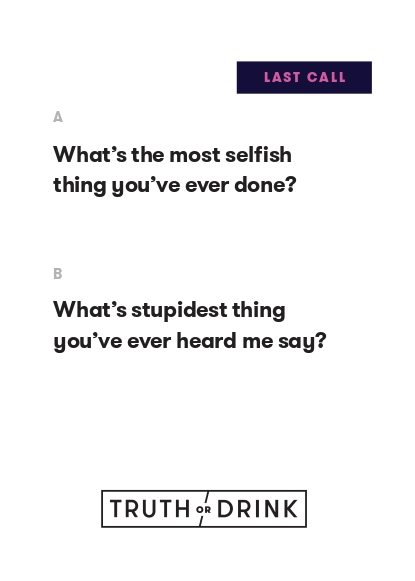 LAST CALL
A
What’s the most selfish
thing you’ve ever done?
B
What’s stupidest thing
you’ve ever heard me say?
TRUTH OR DRINK